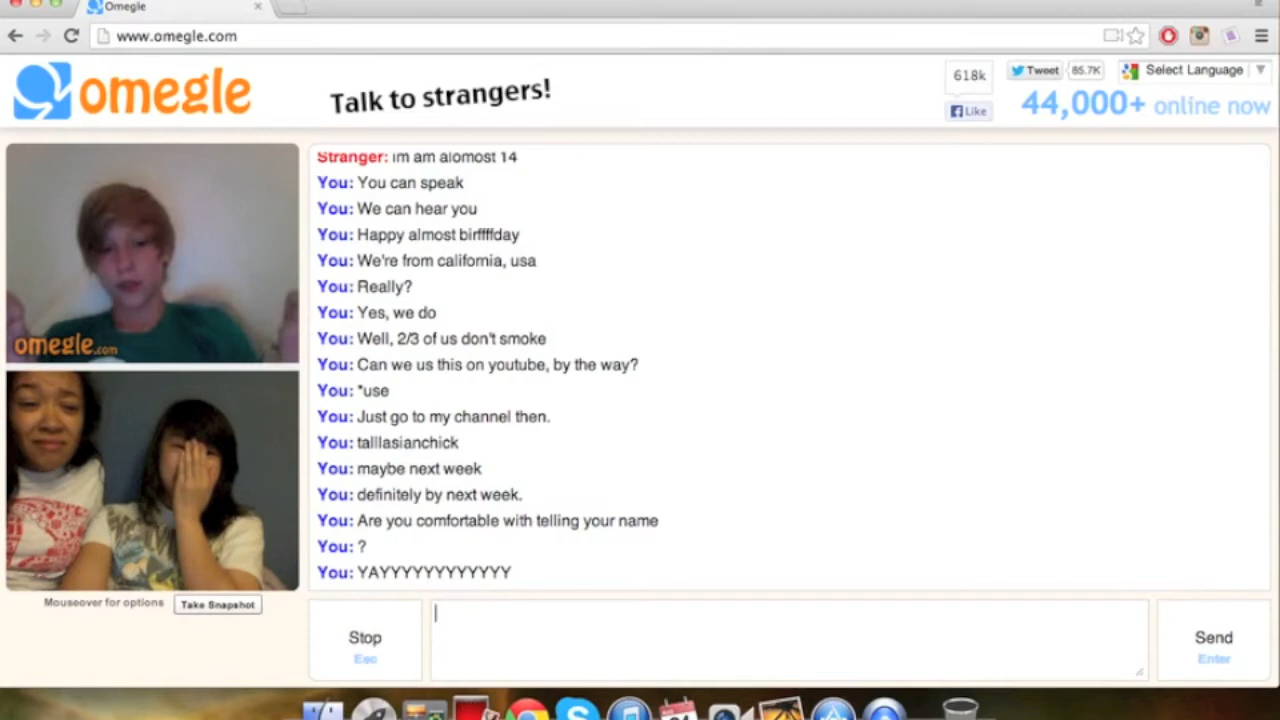 Omegle
www.omegle.com
omegle
Talk to strangers!
618k
Like
Tweet
85.7K
Select Language
44,000+ online now
Stranger: im am alomost 14
You: You can speak
You: We can hear you
You: Happy almost birffffday
You: We're from california, usa
You: Really?
You: Yes, we do
You: Well, 2/3 of us don't smoke
You: Can we us this on youtube, by the way?
You: *use
You: Just go to my channel then.
You: talllasianchick
You: maybe next week
You: definitely by next week.
You: Are you comfortable with telling your name
You: ?
You: YAYYYYYYYYYYYY
omegle.com
Mouseover for options
Take Snapshot
Stop
Esc
Send
Enter